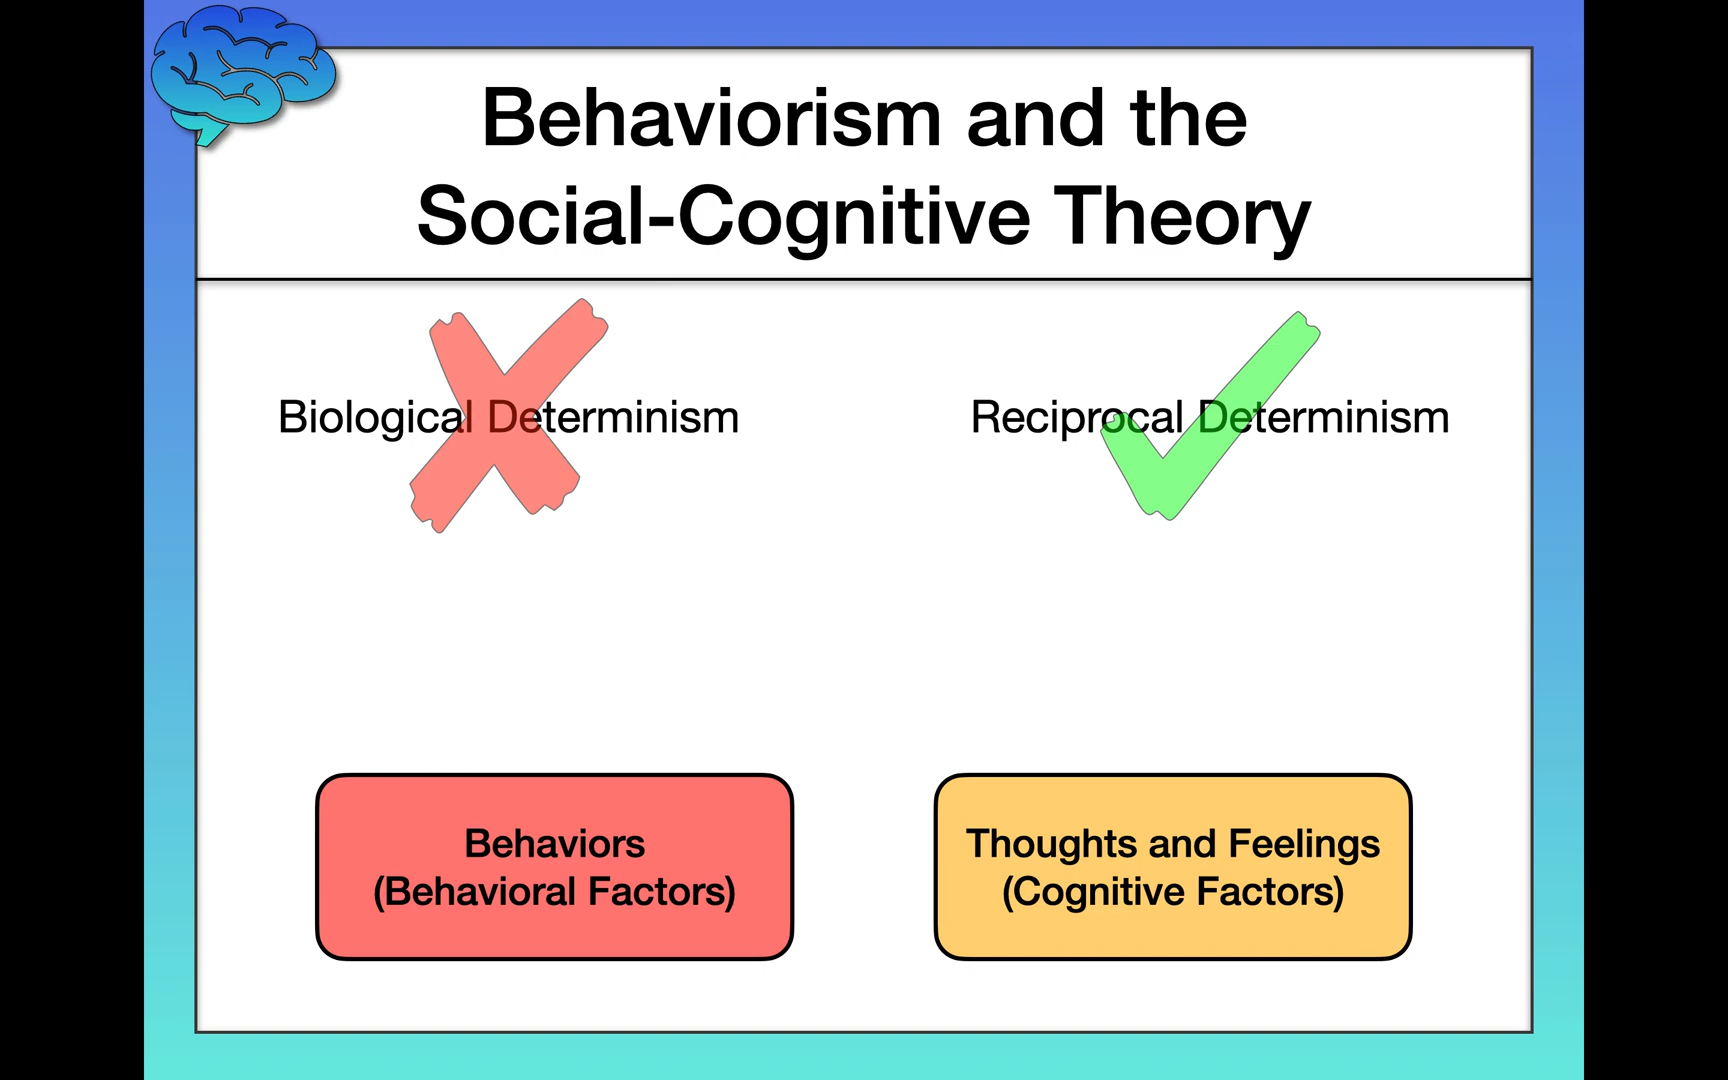 Behaviorism and the
Social-Cognitive Theory
Biological Determinism
Reciprocal Determinism
Behaviors
(Behavioral Factors)
Thoughts and Feelings
(Cognitive Factors)